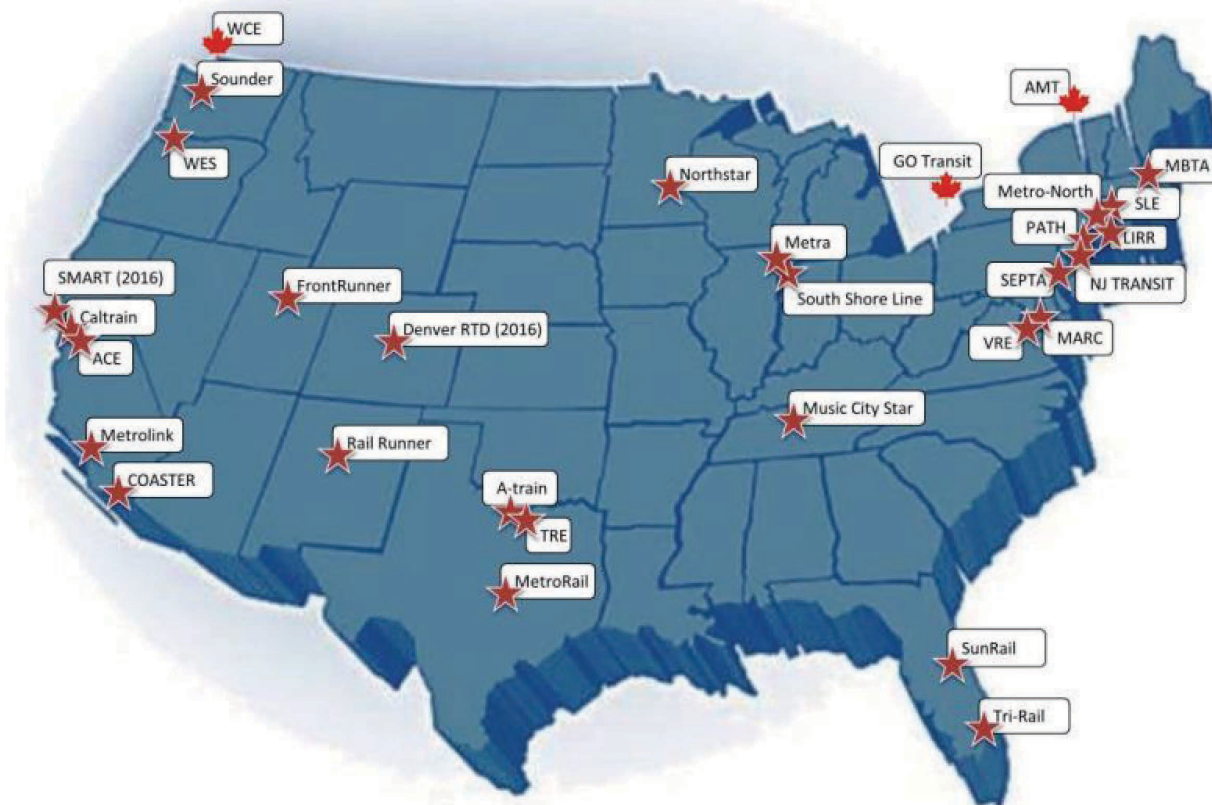 WCE
Sounder
AMT
WES
GO Transit
MBTA
Northstar
Metro-North
SLE
PATH
LIRR
Metra
SMART (2016)
FrontRunner
SEPTA
NJ TRANSIT
South Shore Line
Caltrain
Denver RTD (2016)
ACE
VRE
MARC
Music City Star
Metrolink
Rail Runner
COASTER
A-train
TRE
MetroRail
SunRail
Tri-Rail